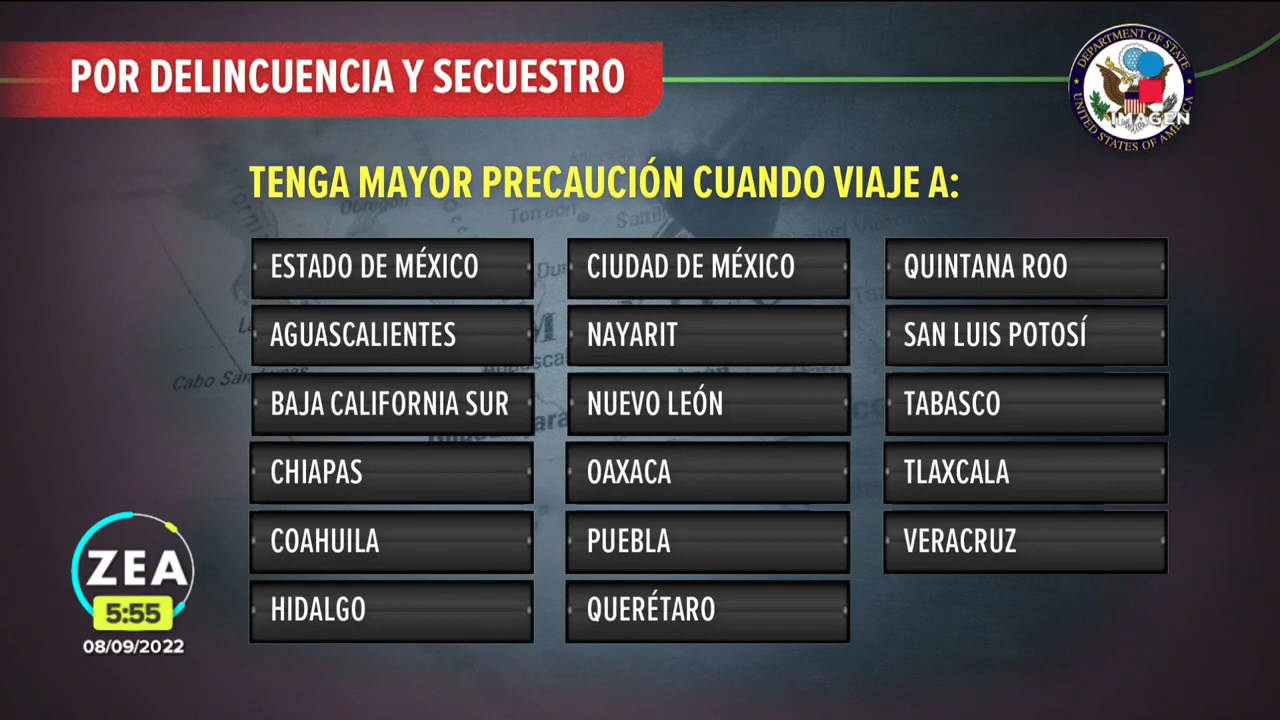 POR DELINCUENCIA Y SECUESTRO
DEPARTMENT OF STATE
UNITED STATES OF AMERICA
IMAGEN
TENGA MAYOR PRECAUCIÓN CUANDO VIAJE A:
ESTADO DE MÉXICO
AGUASCALIENTES
BAJA CALIFORNIA SUR
CHIAPAS
COAHUILA
HIDALGO
CIUDAD DE MÉXICO
NAYARIT
NUEVO LEÓN
OAXACA
PUEBLA
QUERÉTARO
QUINTANA ROO
SAN LUIS POTOSÍ
TABASCO
TLAXCALA
VERACRUZ
Obregón
Torreón
ZEA
5:55
08/09/2022